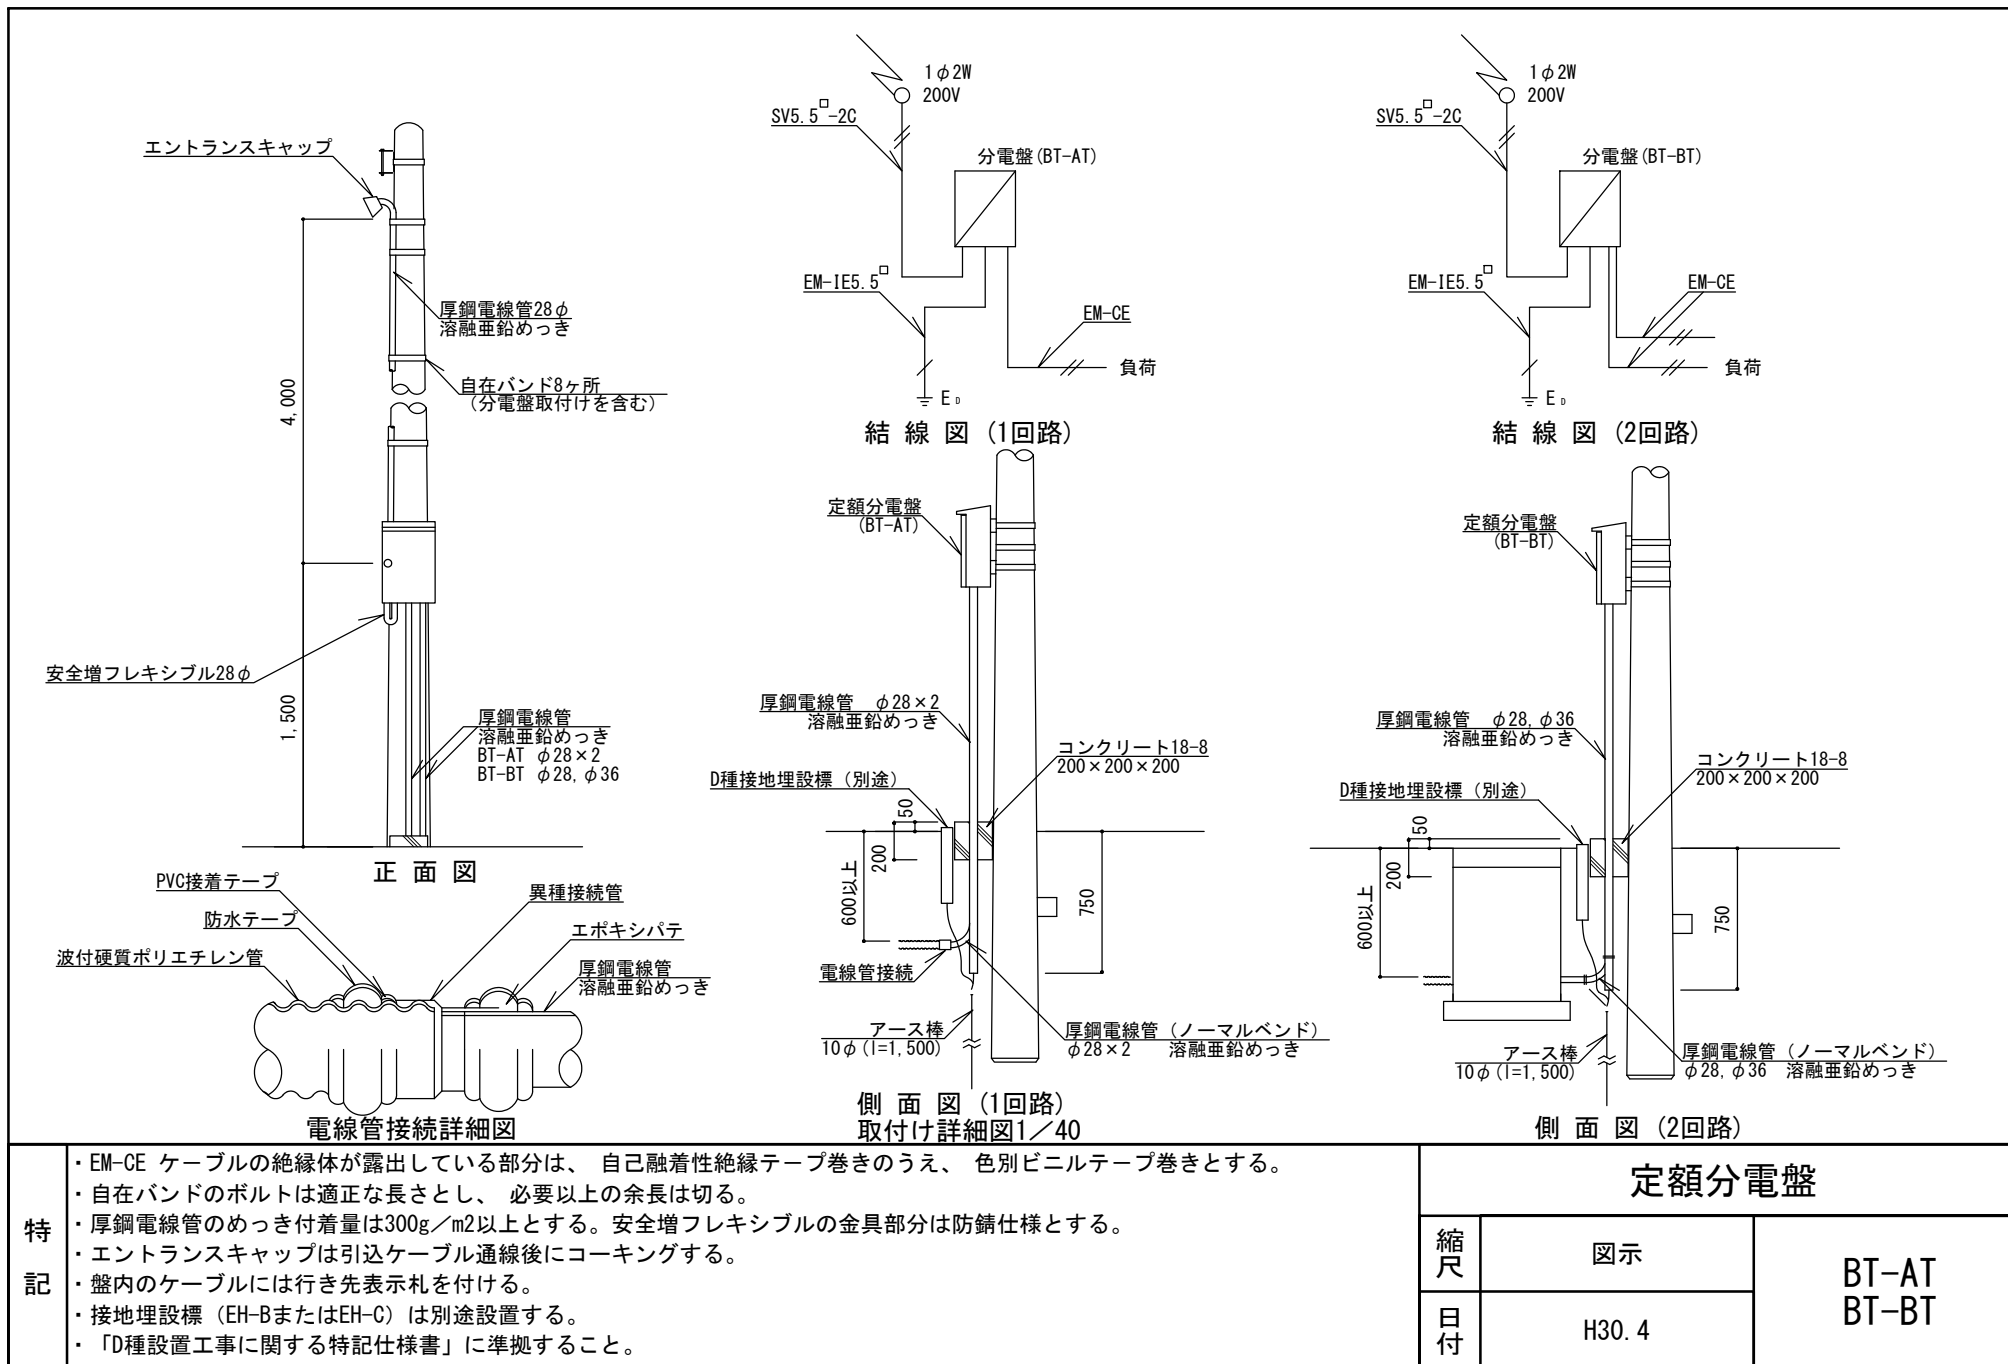 エントランスキャップ
厚鋼電線管28φ
溶融亜鉛めっき
自在バンド8ヶ所
(分電盤取付けを含む)
4,000
安全増フレキシブル28φ
1,500
厚鋼電線管
溶融亜鉛めっき
BT-AT φ28×2
BT-BT φ28,φ36
正 面 図
PVC接着テープ
防水テープ
波付硬質ポリエチレン管
異種接続管
エポキシパテ
厚鋼電線管
溶融亜鉛めっき
電線管接続詳細図
1φ2W
200V
SV5.5□-2C
分電盤(BT-AT)
EM-IE5.5□
EM-CE
負荷
ED
結 線 図 (1回路)
1φ2W
200V
SV5.5□-2C
分電盤(BT-BT)
EM-IE5.5□
EM-CE
負荷
ED
結 線 図 (2回路)
定額分電盤
(BT-AT)
厚鋼電線管 φ28×2
溶融亜鉛めっき
コンクリート18-8
200×200×200
D種接地埋設標 (別途)
50
200
600以上
750
電線管接続
アース棒
10φ(l=1,500)
厚鋼電線管 (ノーマルベンド)
φ28×2 溶融亜鉛めっき
側 面 図 (1回路)
取付け詳細図1/40
定額分電盤
(BT-BT)
厚鋼電線管 φ28,φ36
溶融亜鉛めっき
コンクリート18-8
200×200×200
D種接地埋設標 (別途)
50
200
600以上
750
アース棒
10φ(l=1,500)
厚鋼電線管 (ノーマルベンド)
φ28,φ36 溶融亜鉛めっき
側 面 図 (2回路)
特記
・EM-CE ケーブルの絶縁体が露出している部分は、 自己融着性絶縁テープ巻きのうえ、 色別ビニルテープ巻きとする。
・自在バンドのボルトは適正な長さとし、 必要以上の余長は切る。
・厚鋼電線管のめっき付着量は300g/m2以上とする。安全増フレキシブルの金具部分は防錆仕様とする。
・エントランスキャップは引込ケーブル通線後にコーキングする。
・盤内のケーブルには行き先表示札を付ける。
・接地埋設標 (EH-BまたはEH-C) は別途設置する。
・「D種設置工事に関する特記仕様書」に準拠すること。
定額分電盤
縮尺
図示
日付
H30.4
BT-AT
BT-BT